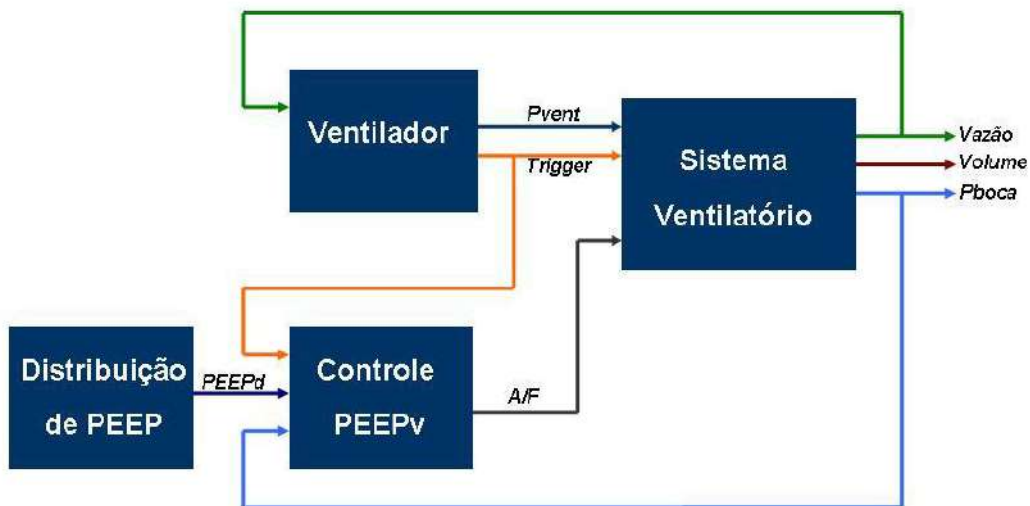 Ventilador
Pvent
Trigger
Sistema
Ventilatório
Vazão
Volume
Pboca
Distribuição
de PEEP
PEEPd
Controle
PEEPv
A/F